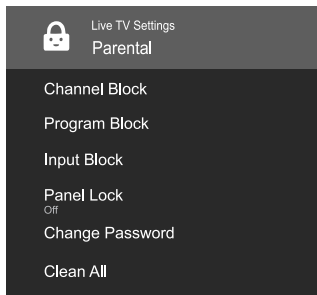 Live TV Settings
Parental
Channel Block
Program Block
Input Block
Panel Lock
Off
Change Password
Clean All